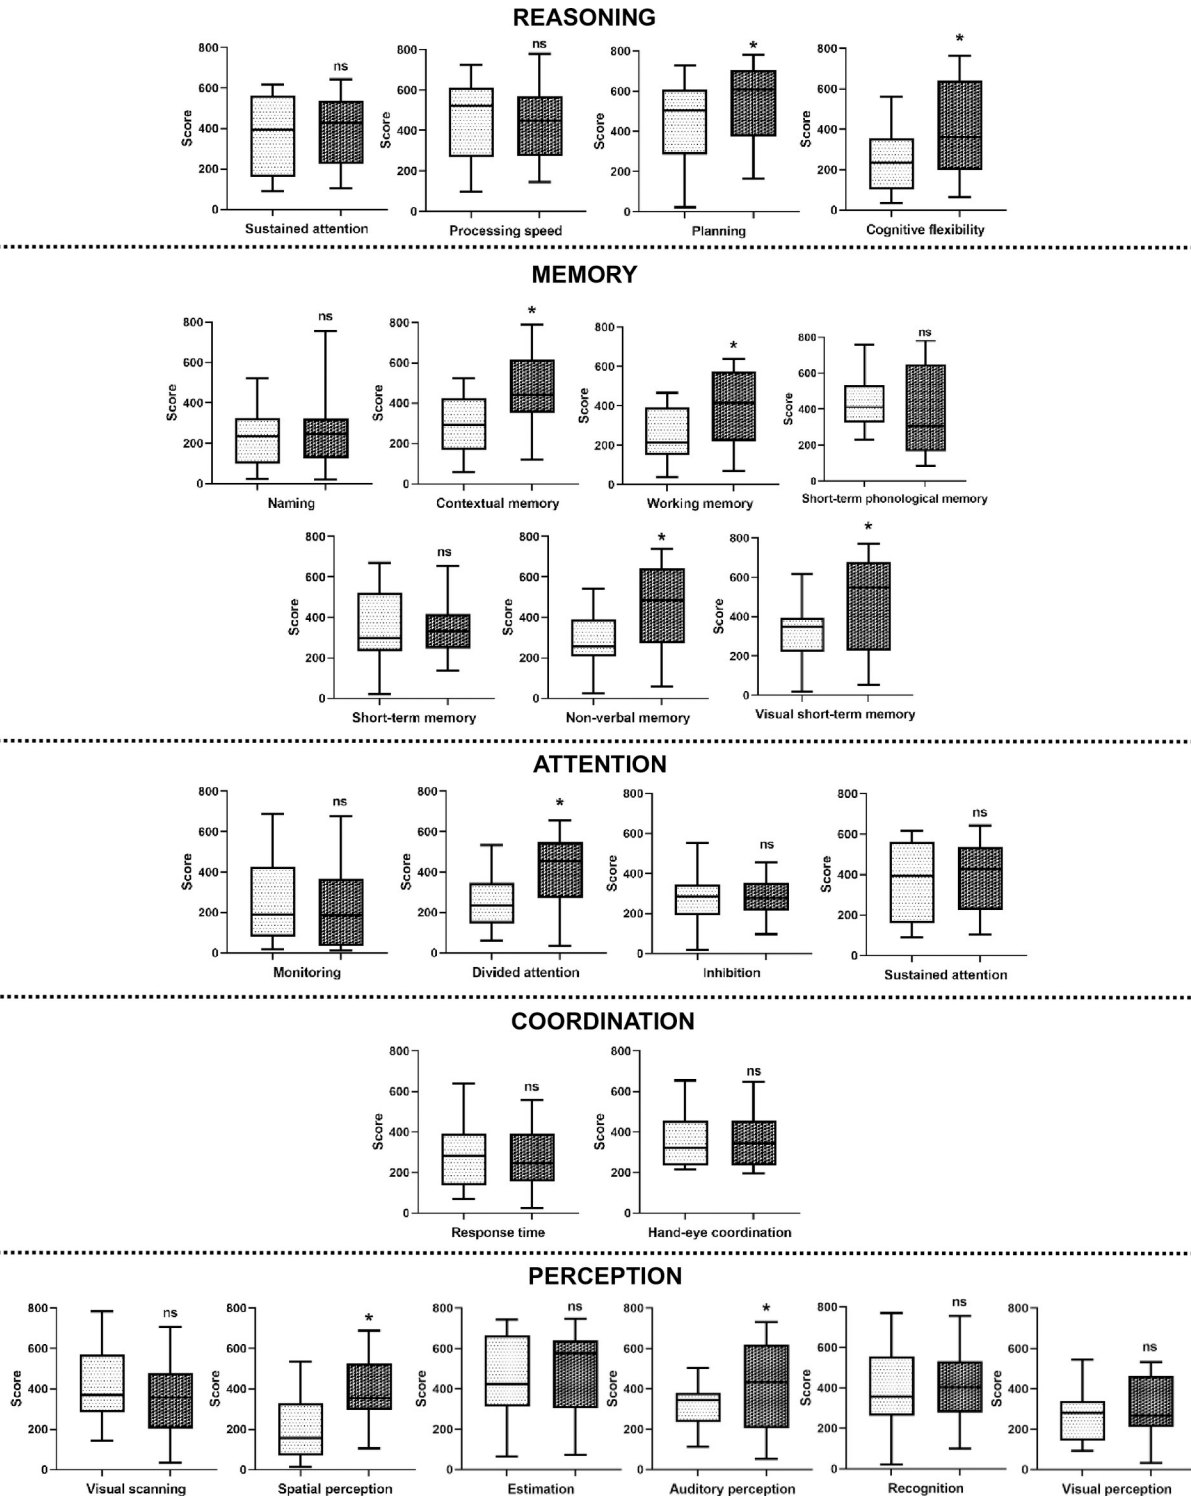 REASONING
800
600
400
200
0
Score
ns
Sustained attention
800
600
400
200
0
Score
ns
Processing speed
800
600
400
200
0
Score
*
Planning
800
600
400
200
0
Score
*
Cognitive flexibility
MEMORY
800
600
400
200
0
Score
ns
Naming
800
600
400
200
0
Score
*
Contextual memory
800
600
400
200
0
Score
*
Working memory
800
600
400
200
0
Score
ns
Short-term phonological memory
800
600
400
200
0
Score
ns
Short-term memory
800
600
400
200
0
Score
*
Non-verbal memory
800
600
400
200
0
Score
*
Visual short-term memory
ATTENTION
800
600
400
200
0
Score
ns
Monitoring
800
600
400
200
0
Score
*
Divided attention
800
600
400
200
0
Score
ns
Inhibition
800
600
400
200
0
Score
ns
Sustained attention
COORDINATION
800
600
400
200
0
Score
ns
Response time
800
600
400
200
0
Score
ns
Hand-eye coordination
PERCEPTION
800
600
400
200
0
Score
ns
Visual scanning
800
600
400
200
0
Score
*
Spatial perception
800
600
400
200
0
Score
ns
Estimation
800
600
400
200
0
Score
*
Auditory perception
800
600
400
200
0
Score
ns
Recognition
800
600
400
200
0
Score
ns
Visual perception